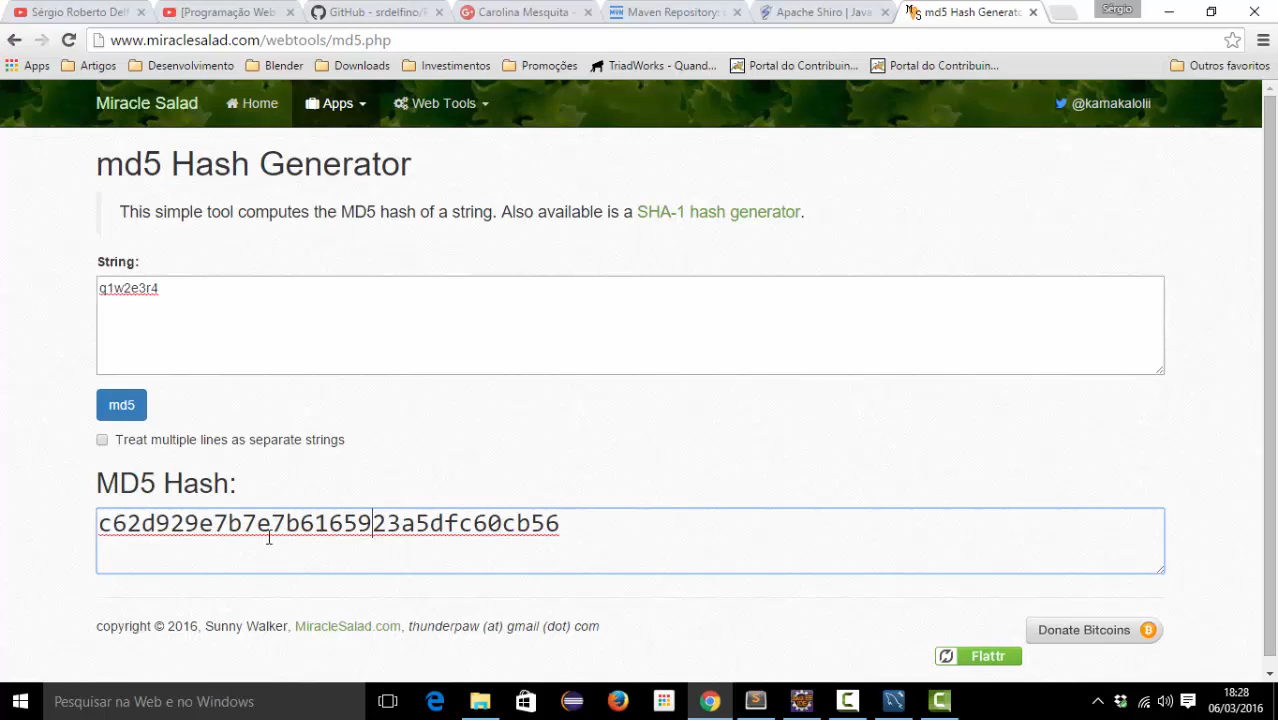 Sérgio Roberto Delf
[Programação Web
GitHub - srdelfino/F
Carolina Mesquita -
Maven Repository:
Apache Shiro | Java
md5 Hash Generato
Sérgio
www.miraclesalad.com/webtools/md5.php
Apps
Artigos
Desenvolvimento
Blender
Downloads
Investimentos
Promoções
TriadWorks - Quand...
Portal do Contribuin...
Portal do Contribuin...
Outros favoritos
Miracle Salad
Home
Apps
Web Tools
@kamakalolii
md5 Hash Generator
This simple tool computes the MD5 hash of a string. Also available is a SHA-1 hash generator.
String:
q1w2e3r4
md5
Treat multiple lines as separate strings
MD5 Hash:
c62d929e7b7e7b616592​3a5dfc60cb56
copyright © 2016, Sunny Walker, MiracleSalad.com, thunderpaw (at) gmail (dot) com
Donate Bitcoins
Flattr
Pesquisar na Web e no Windows
18:28
06/03/2016